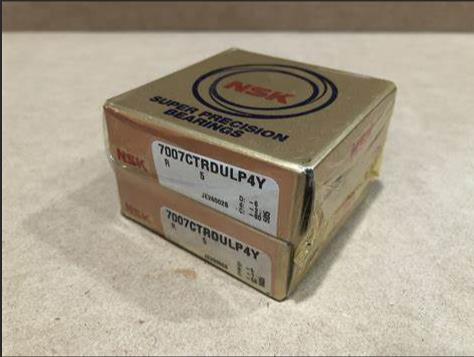 NSK
SUPER PRECISION
BEARINGS
NSK
7007CTRDULP4Y
R
5
NSK
7007CTRDULP4Y
R
5